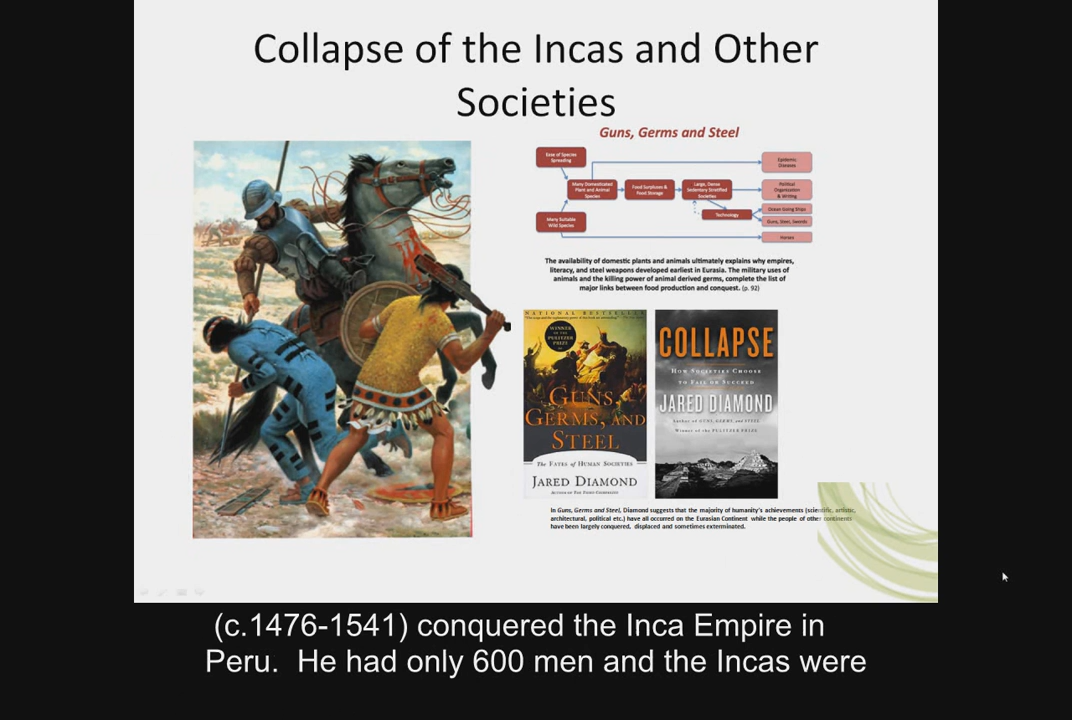 Collapse of the Incas and Other
Societies
Guns, Germs and Steel
Ease of Species
Spreading
Many Suitable
Wild Species
Many Domesticated
Plant and Animal
Species
Food Surpluses &
Food Storage
Large, Dense
Sedentary Stratified
Societies
Technology
Epidemic
Diseases
Political
Organization
& Writing
Ocean Going Ships
Guns, Steel, Swords
Horses
The availability of domestic plants and animals ultimately explains why empires,
literacy, and steel weapons developed earliest in Eurasia. The military uses of
animals and the killing power of animal derived germs, complete the list of
major links between food production and conquest. (p. 92)
NATIONAL BESTSELLER
WINNER
OF THE
PULITZER
PRIZE
GUNS,
GERMS, AND
STEEL
THE FATES OF HUMAN SOCIETIES
JARED DIAMOND
COLLAPSE
HOW SOCIETIES CHOOSE
TO FAIL OR SUCCEED
JARED DIAMOND
Author of GUNS, GERMS, and STEEL
Winner of the PULITZER PRIZE
In Guns, Germs and Steel, Diamond suggests that the majority of humanity's achievements (scientific, artistic,
architectural, political etc.) have all occurred on the Eurasian Continent while the people of other continents
have been largely conquered, displaced and sometimes exterminated.
(c.1476-1541) conquered the Inca Empire in
Peru. He had only 600 men and the Incas were